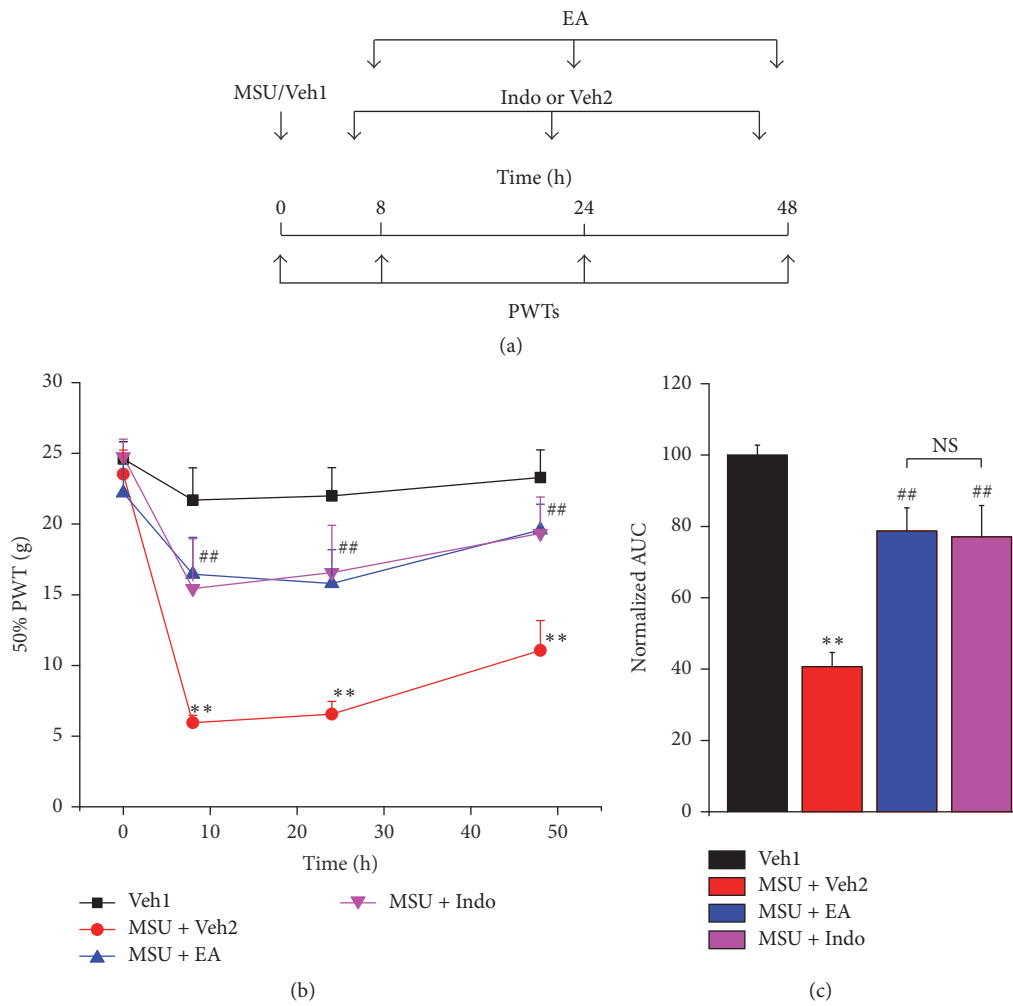 EA
MSU/Veh1
Indo or Veh2
Time (h)
0 8 24 48
PWTs
(a)
30
25
20
15
10
5
0
50% PWT (g)
##
##
##
**
**
**
0 10 20 30 40 50
Time (h)
Veh1
MSU + Veh2
MSU + EA
MSU + Indo
(b)
120
100
80
60
40
20
0
Normalized AUC
NS
##
##
**
Veh1
MSU + Veh2
MSU + EA
MSU + Indo
(c)